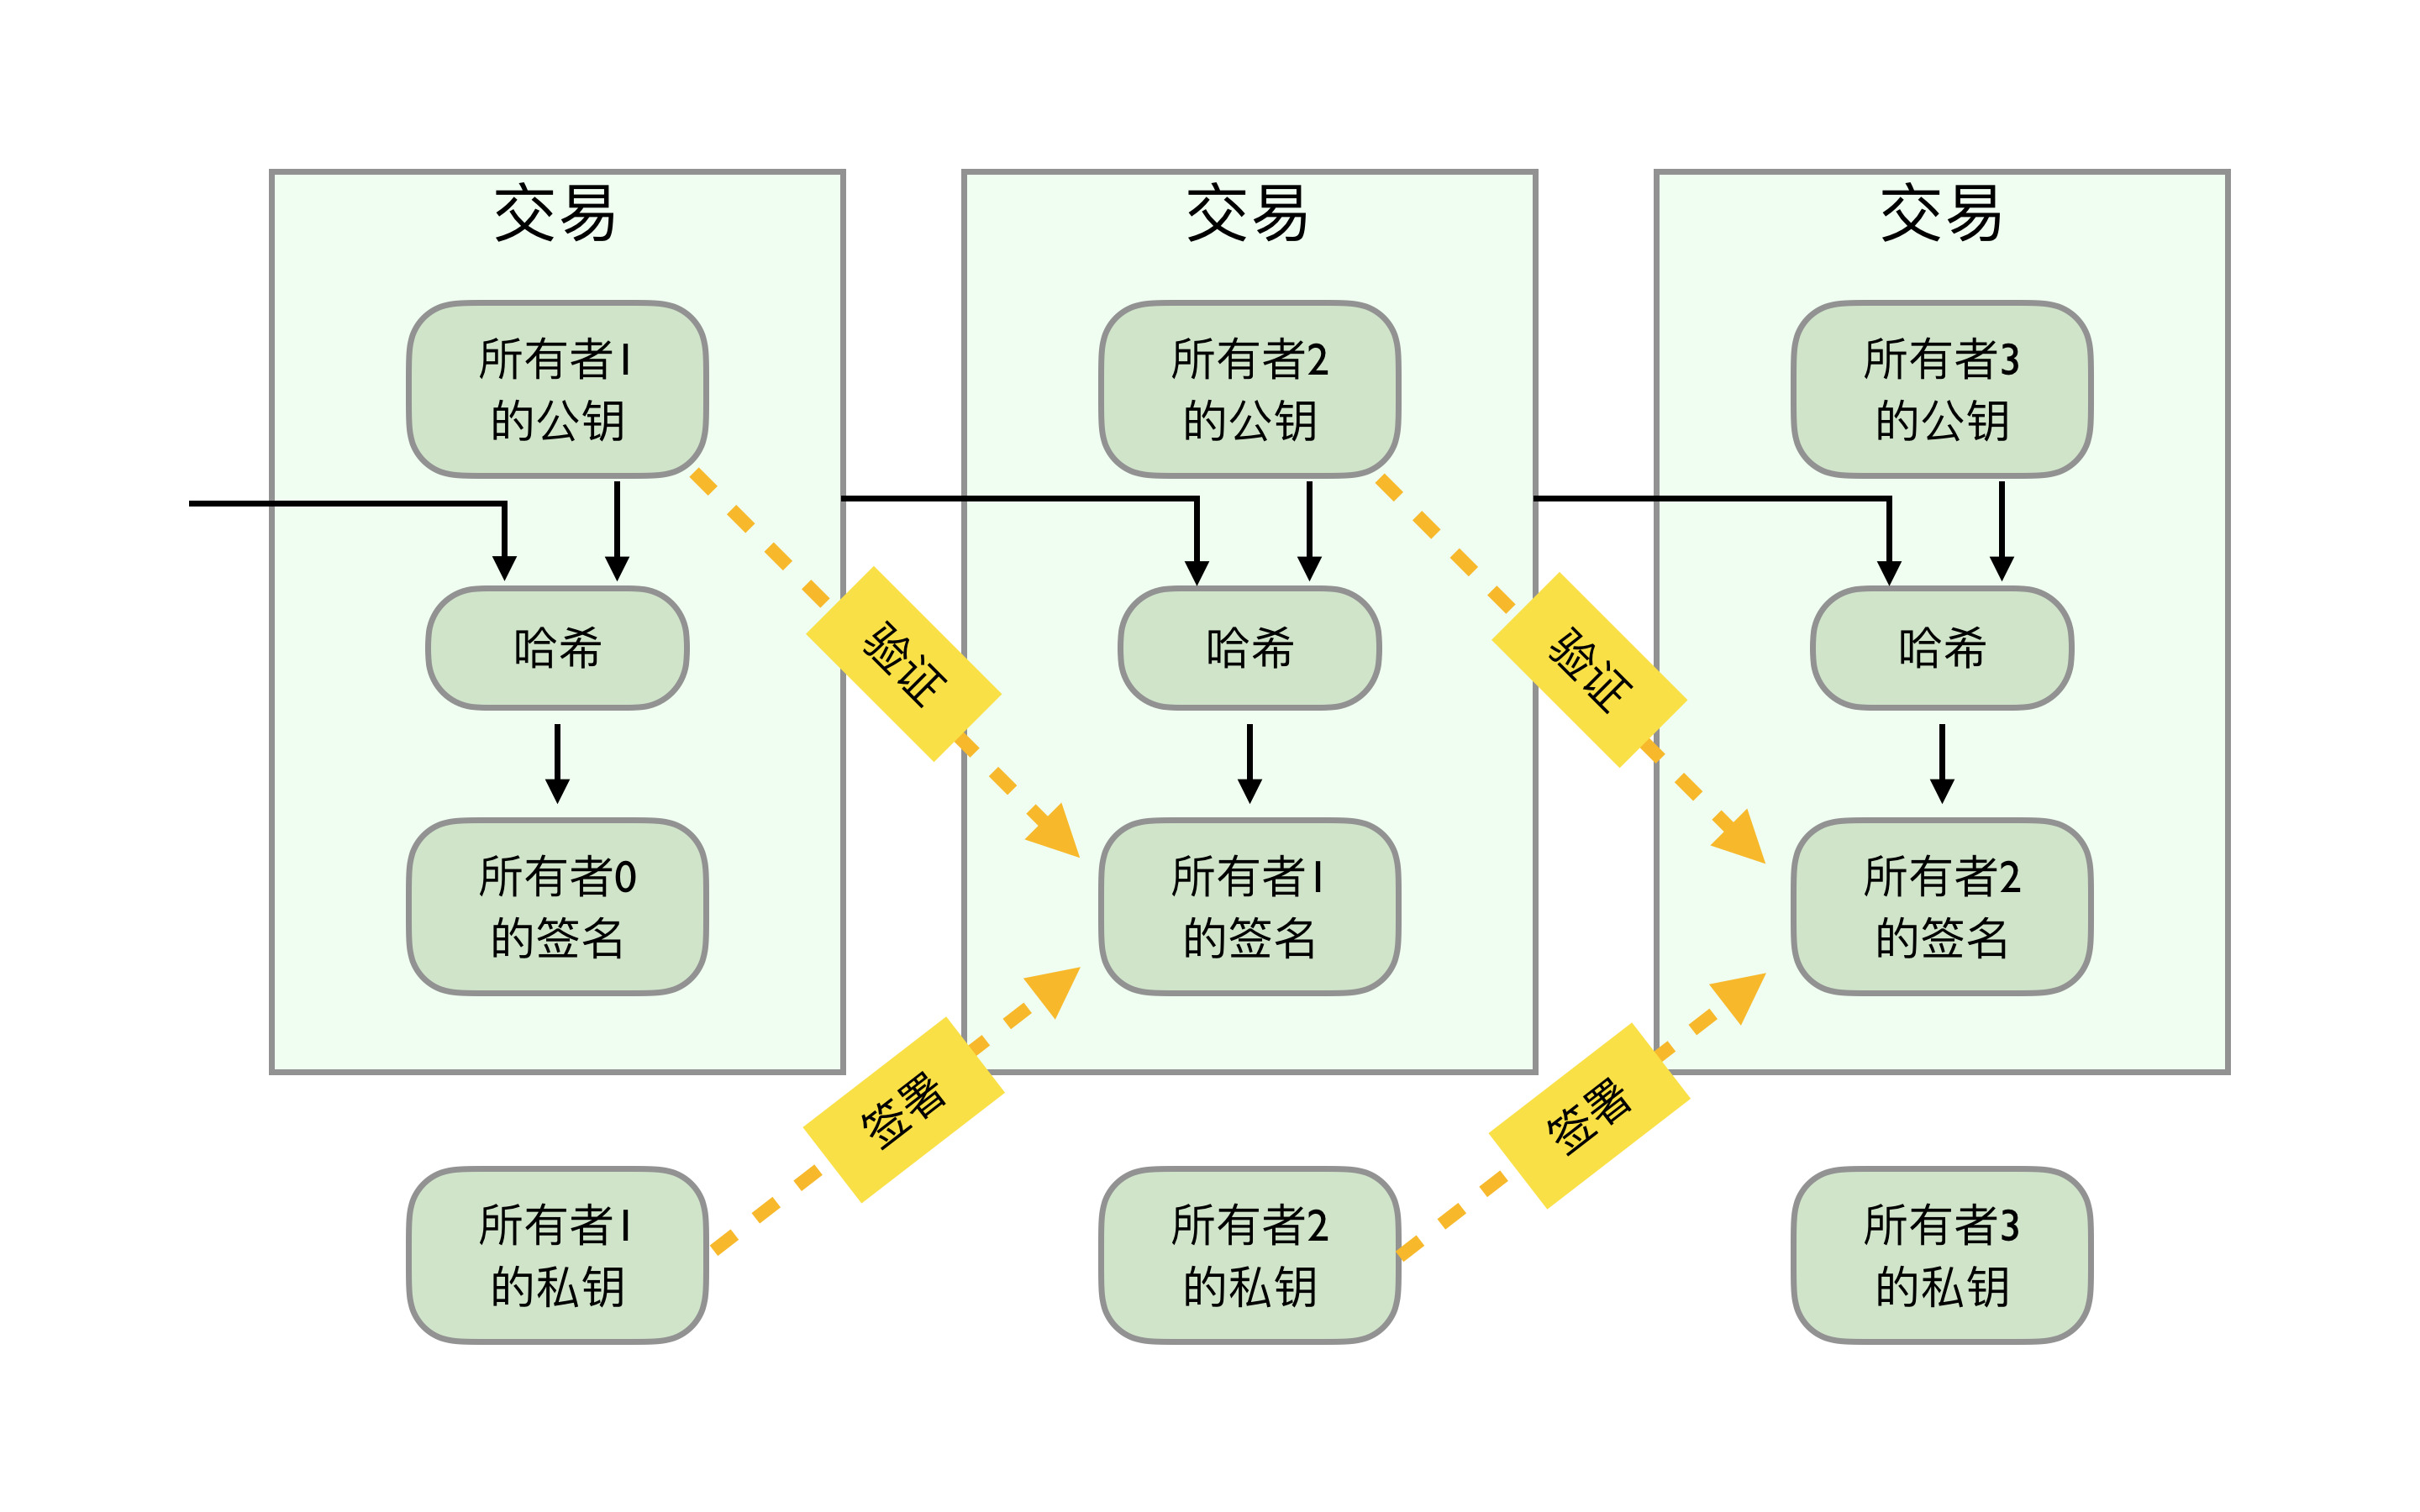 交易
交易
交易
所有者1
的公钥
所有者2
的公钥
所有者3
的公钥
哈希
验证
哈希
验证
哈希
所有者0
的签名
所有者1
的签名
所有者2
的签名
签署
签署
所有者1
的私钥
所有者2
的私钥
所有者3
的私钥